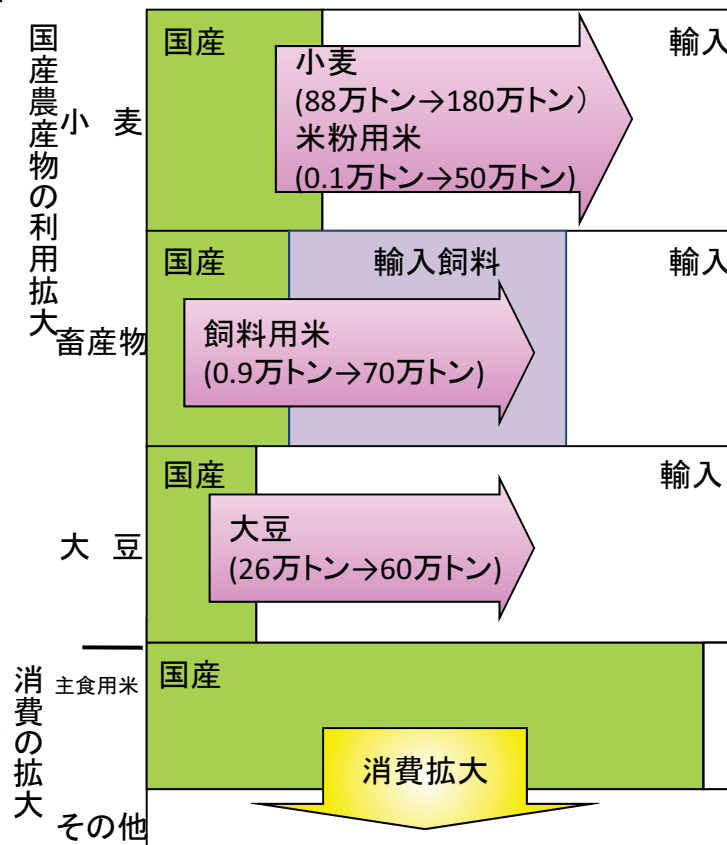 国産農産物の利用拡大
小麦
国産
輸入
小麦
(88万トン→180万トン）
米粉用米
(0.1万トン→50万トン)
畜産物
国産
輸入飼料
輸入
飼料用米
(0.9万トン→70万トン)
大豆
国産
輸入
大豆
(26万トン→60万トン)
消費の拡大
主食用米
国産
消費拡大
その他